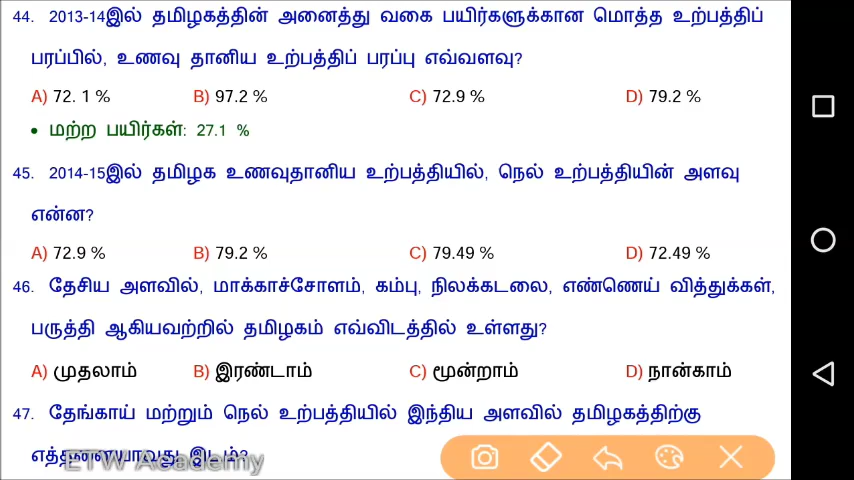 44. 2013-14இல் தமிழகத்தின் அனைத்து வகை பயிர்களுக்கான மொத்த உற்பத்திப்
பரப்பில், உணவு தானிய உற்பத்திப் பரப்பு எவ்வளவு?
A) 72. 1 % B) 97.2 % C) 72.9 % D) 79.2 %
• மற்ற பயிர்கள்: 27.1 %
45. 2014-15இல் தமிழக உணவுதானிய உற்பத்தியில், நெல் உற்பத்தியின் அளவு
என்ன?
A) 72.9 % B) 79.2 % C) 79.49 % D) 72.49 %
46. தேசிய அளவில், மாக்காச்சோளம், கம்பு, நிலக்கடலை, எண்ணெய் வித்துக்கள்,
பருத்தி ஆகியவற்றில் தமிழகம் எவ்விடத்தில் உள்ளது?
A) முதலாம் B) இரண்டாம் C) மூன்றாம் D) நான்காம்
47. தேங்காய் மற்றும் நெல் உற்பத்தியில் இந்திய அளவில் தமிழகத்திற்கு
எத்தனையாவது இடம்?
ETW Academy